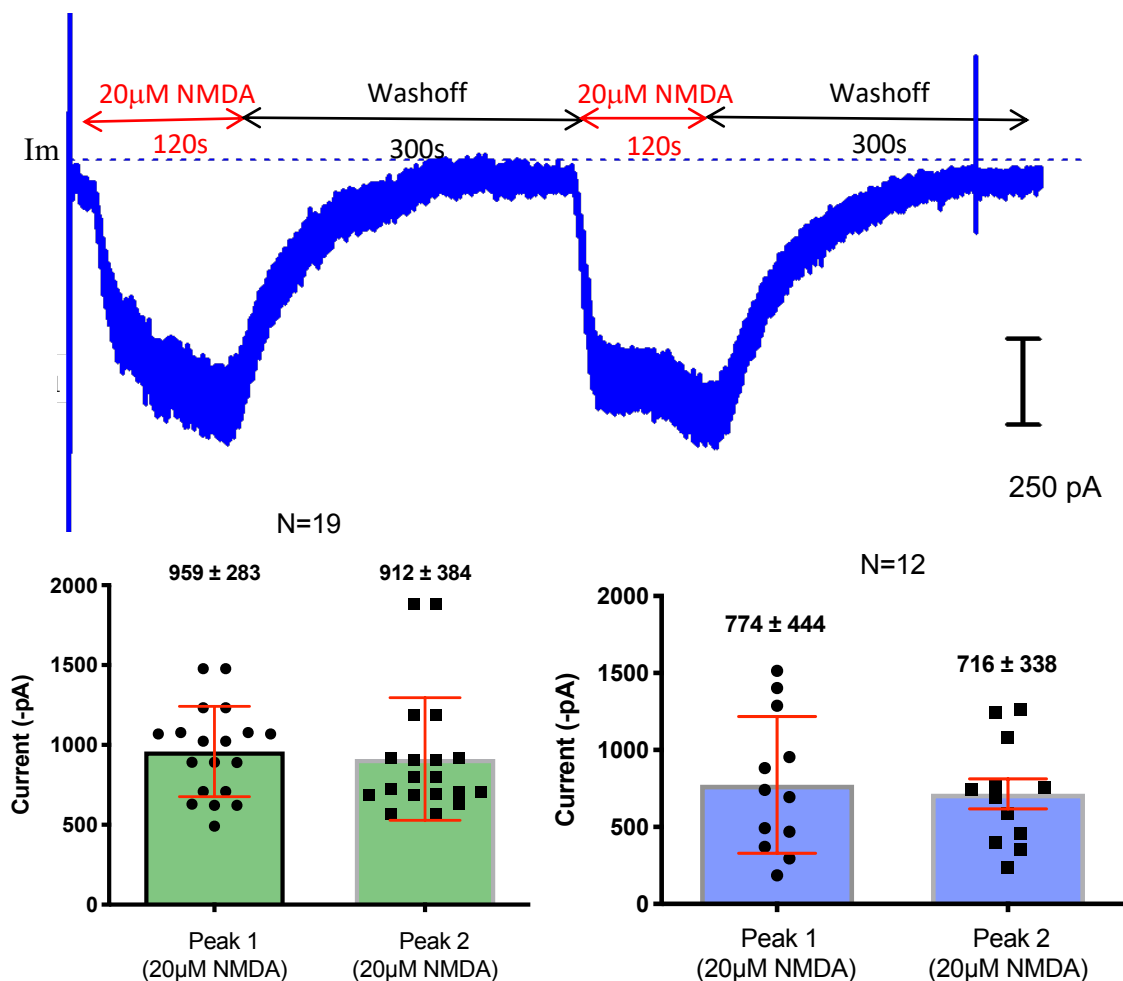 20μM NMDA
Washoff
20μM NMDA
Washoff
Im
120s
300s
120s
300s
250 pA
N=19
959 ± 283
912 ± 384
2000
1500
1000
500
0
Current (-pA)
Peak 1
(20μM NMDA)
Peak 2
(20μM NMDA)
N=12
774 ± 444
716 ± 338
2000
1500
1000
500
0
Current (-pA)
Peak 1
(20μM NMDA)
Peak 2
(20μM NMDA)